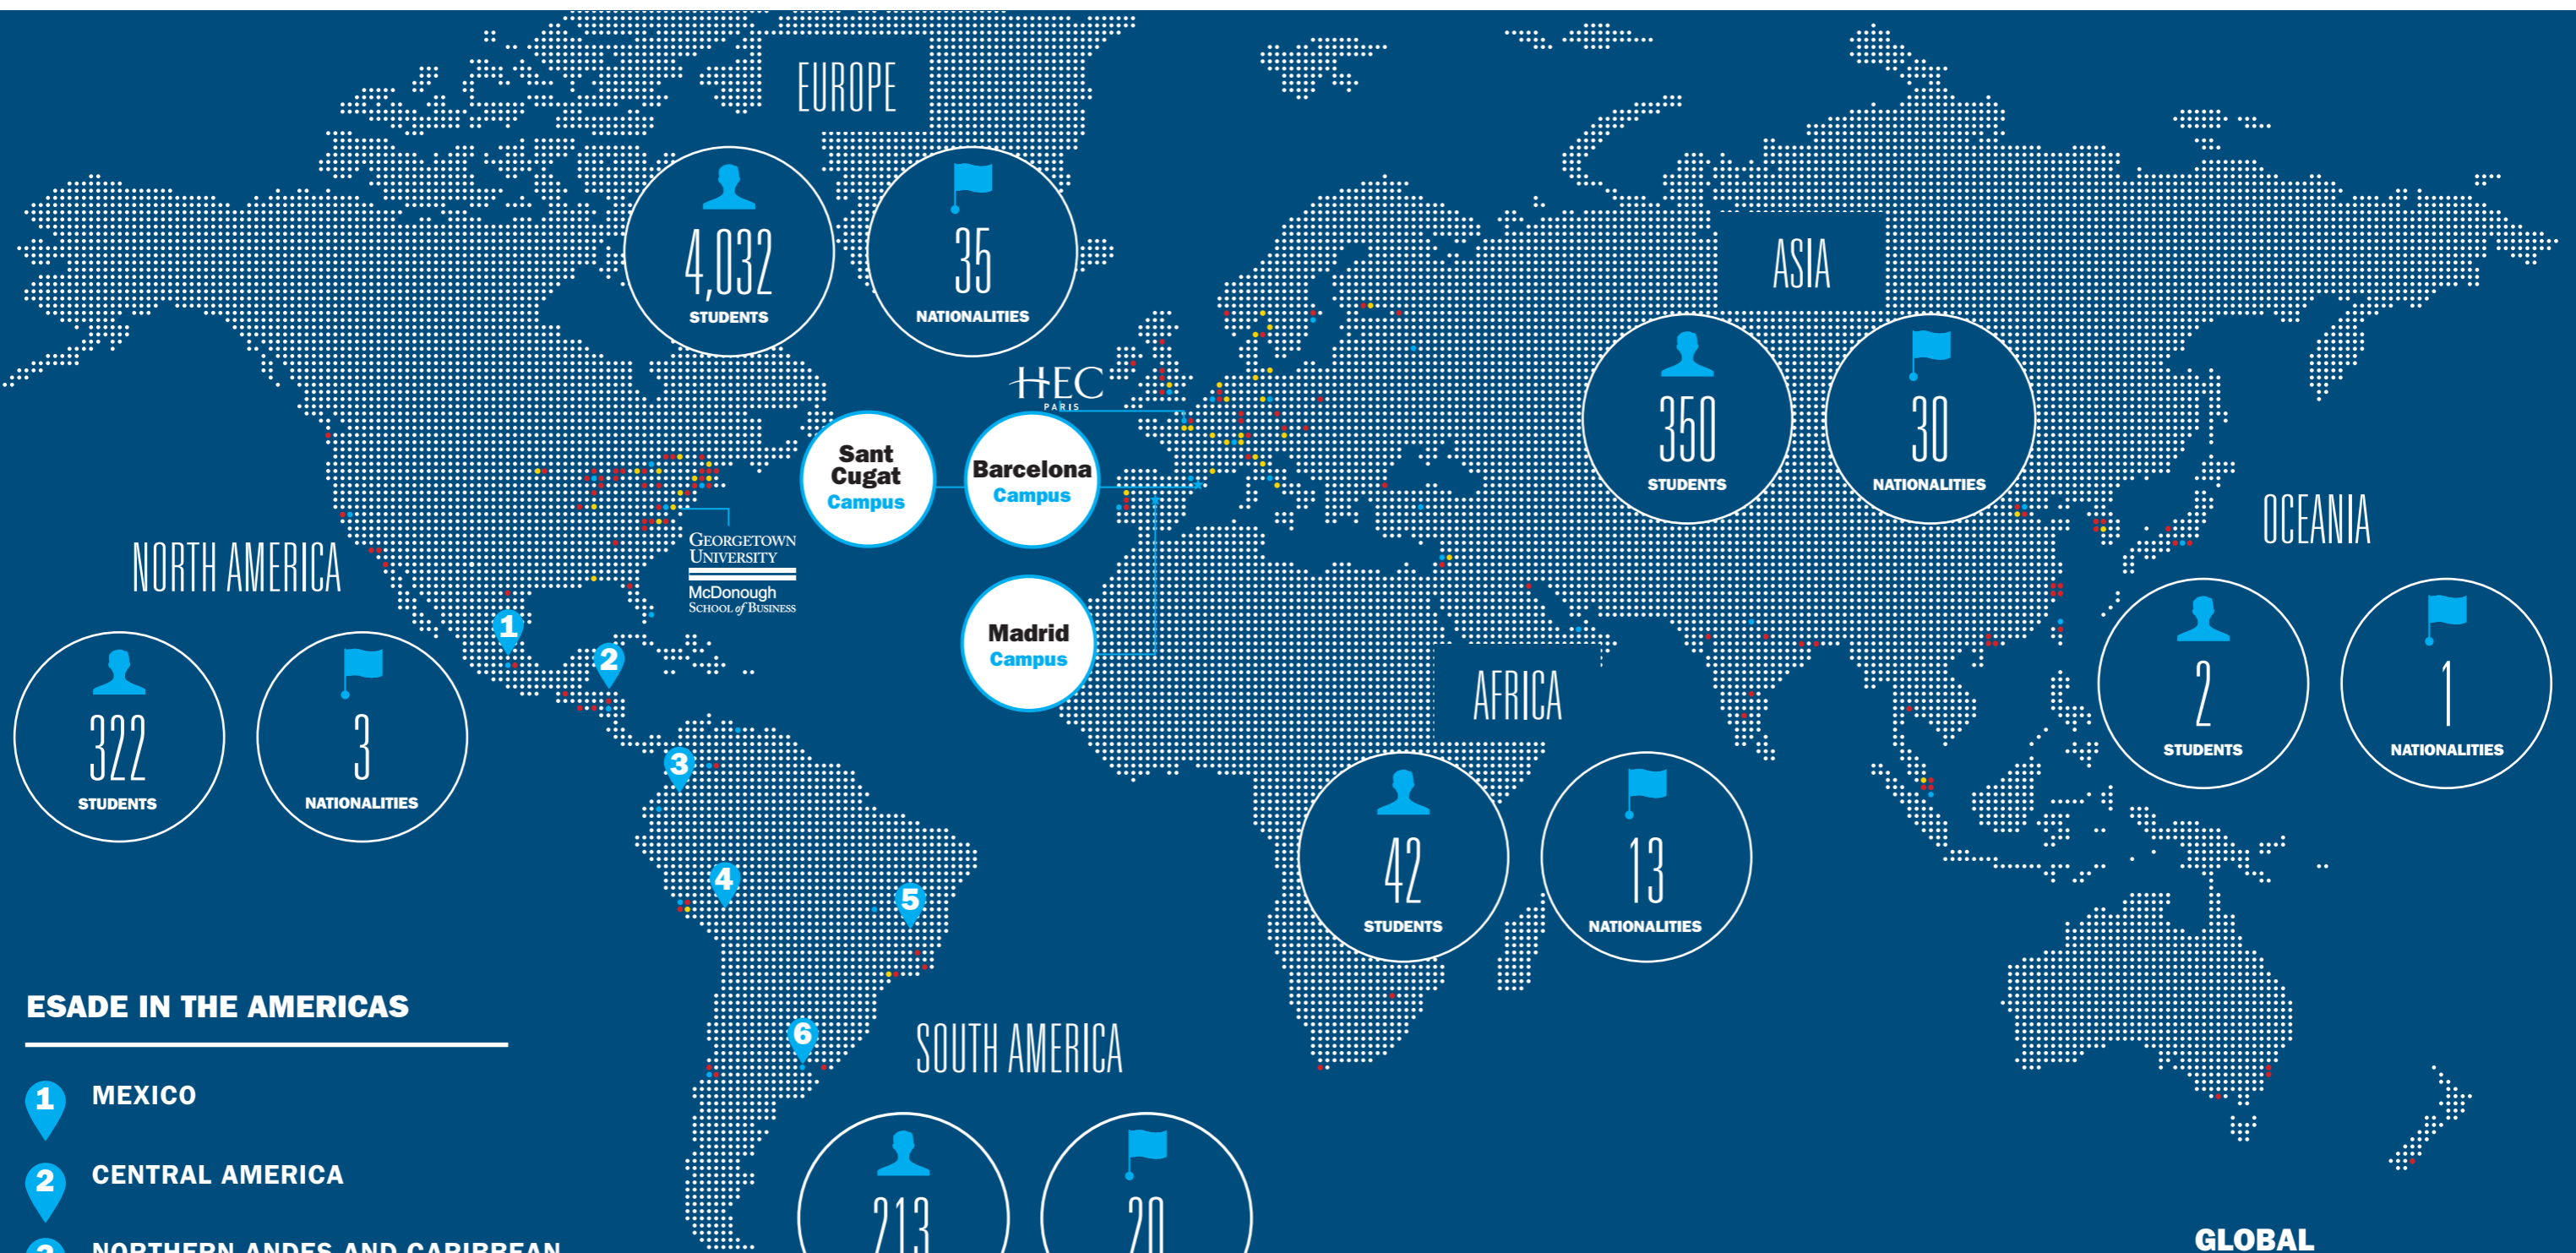 EUROPE
4,032
STUDENTS
35
NATIONALITIES
ASIA
350
STUDENTS
30
NATIONALITIES
HEC
PARIS
Sant
Cugat
Campus
Barcelona
Campus
Madrid
Campus
GEORGETOWN
UNIVERSITY
McDonough
SCHOOL of BUSINESS
NORTH AMERICA
322
STUDENTS
3
NATIONALITIES
OCEANIA
2
STUDENTS
1
NATIONALITIES
AFRICA
42
STUDENTS
13
NATIONALITIES
1
2
3
4
5
6
SOUTH AMERICA
213
20
ESADE IN THE AMERICAS
1 MEXICO
2 CENTRAL AMERICA
3 NORTHERN ANDES AND CARIBBEAN
GLOBAL